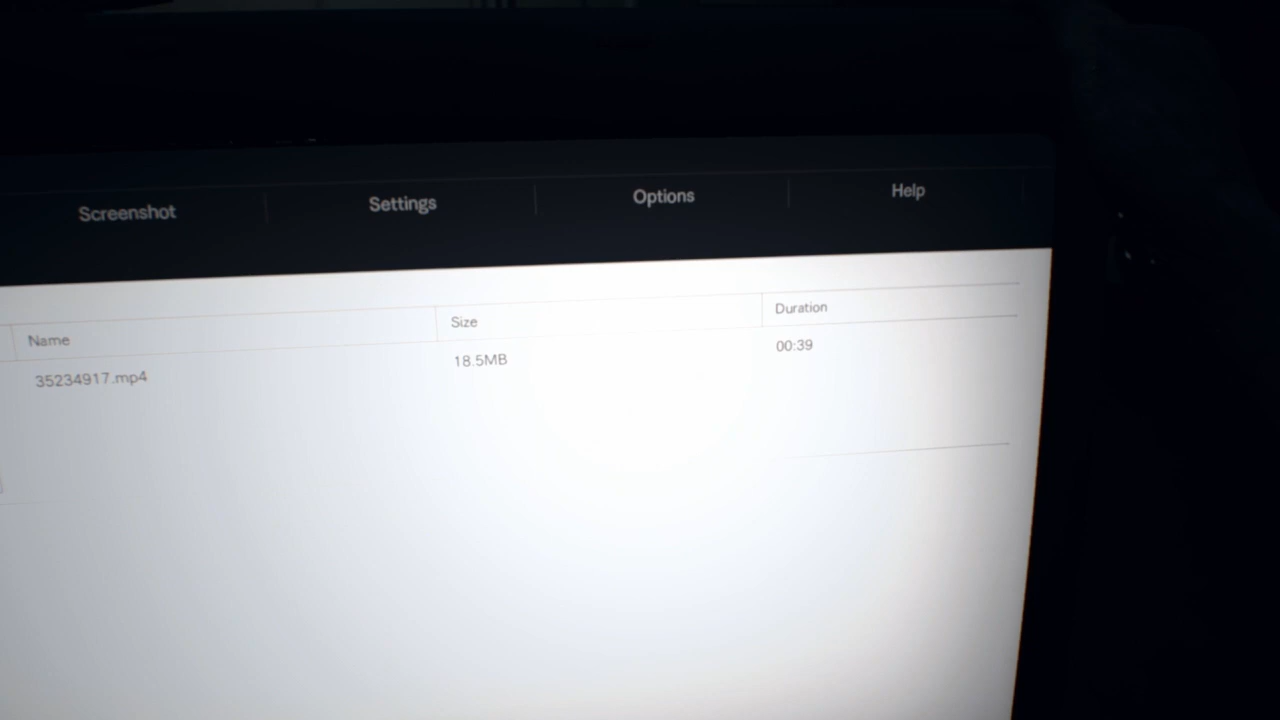 Screenshot Settings Options Help
Name Size Duration
35234917.mp4 18.5MB 00:39